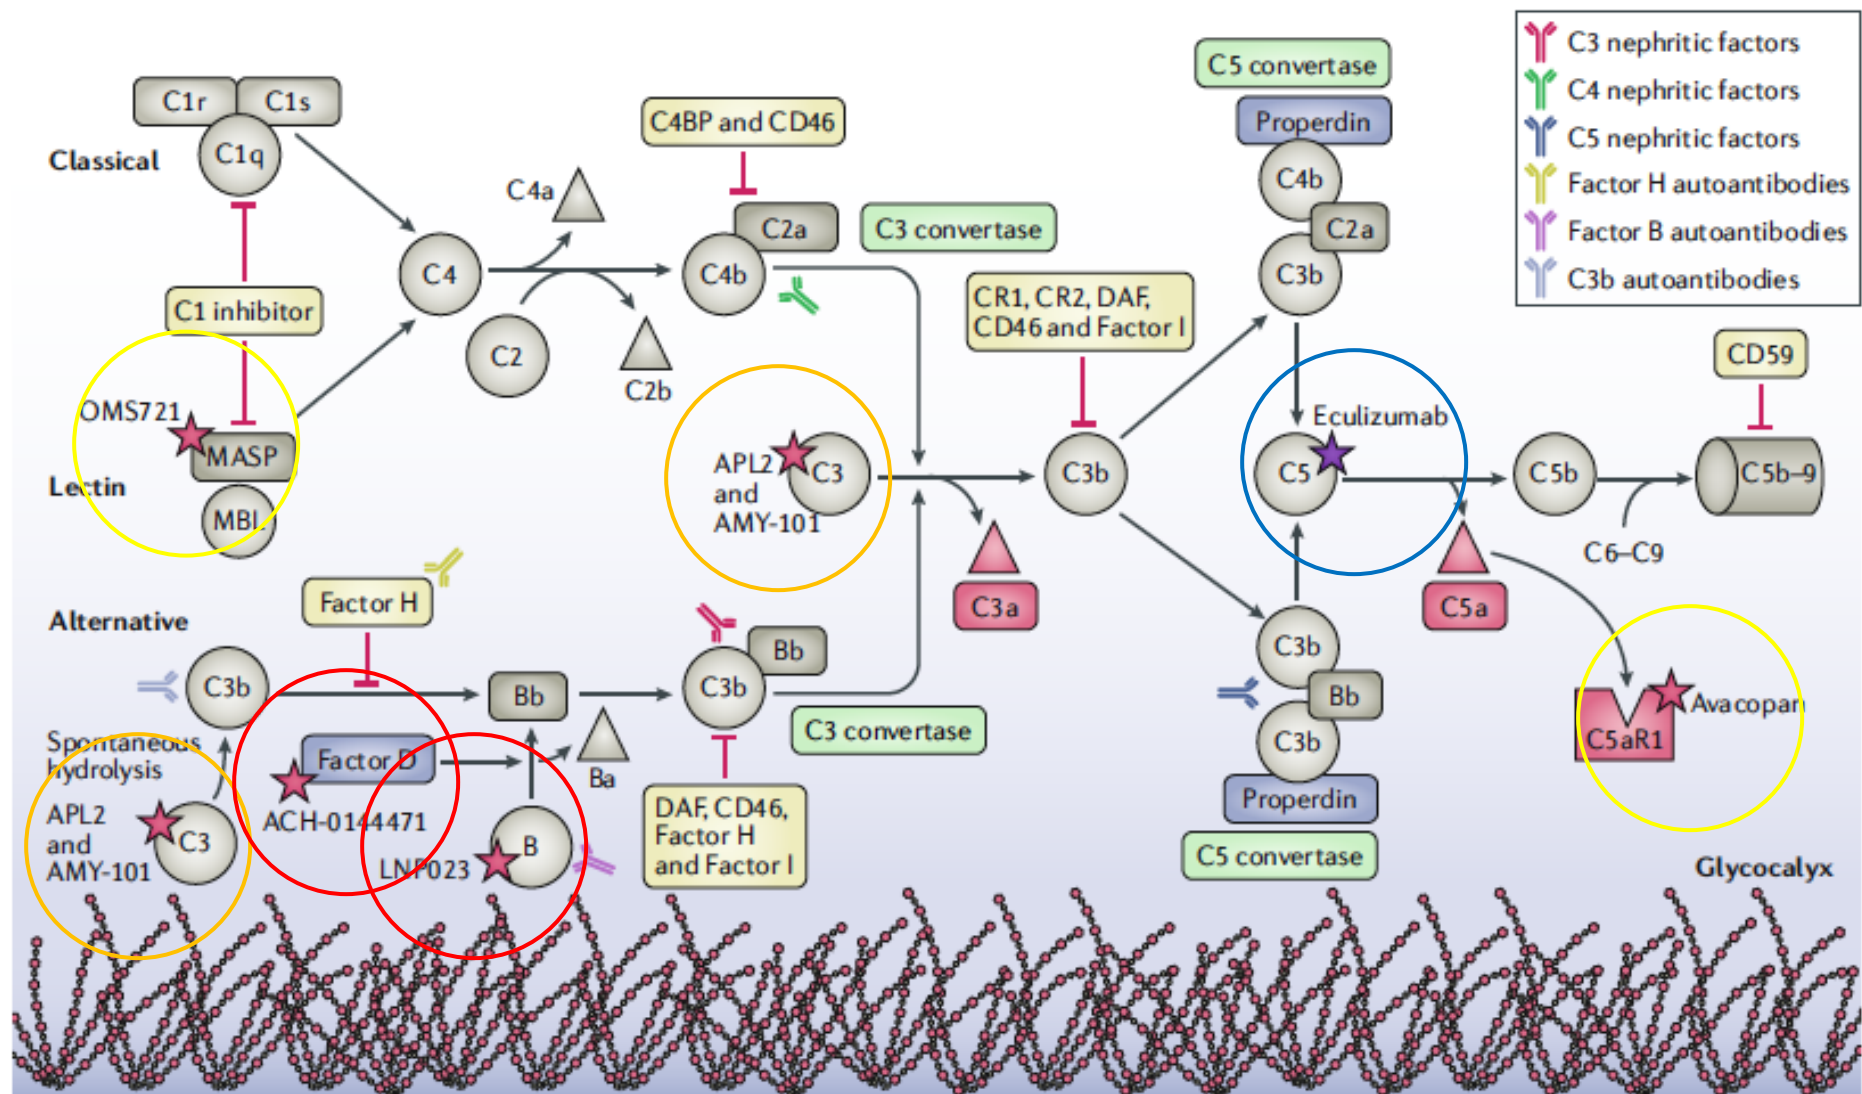 C1r
C1s
C1q
Classical
C1 inhibitor
OMS721
MASP
Lectin
MBL
C4
C4a
C2
C2b
C4BP and CD46
C2a
C4b
C3 convertase
APL2
and
AMY-101
C3
C3a
CR1, CR2, DAF,
CD46 and Factor I
C3b
C5 convertase
Properdin
C4b
C2a
C3b
C3 nephritic factors
C4 nephritic factors
C5 nephritic factors
Factor H autoantibodies
Factor B autoantibodies
C3b autoantibodies
Eculizumab
C5
C5b
C6–C9
CD59
C5b–9
C5a
Avacopan
C5aR1
Alternative
Factor H
C3b
Spontaneous
hydrolysis
APL2
and
AMY-101
C3
Factor D
ACH-0144471
Bb
Ba
LNP023
B
C3b
Bb
C3 convertase
DAF, CD46,
Factor H
and Factor I
C3b
Bb
C3b
Properdin
C5 convertase
Glycocalyx